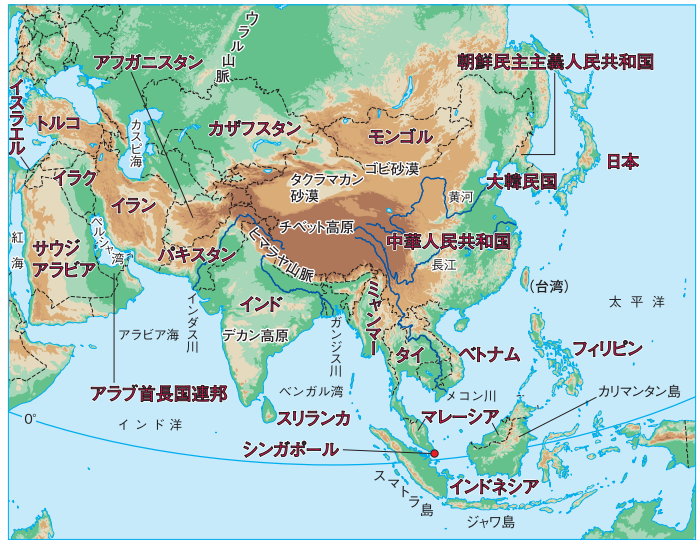 ウラル山脈
アフガニスタン
朝鮮民主主義人民共和国
イスラエル
トルコ
カスピ海
カザフスタン
モンゴル
日本
イラク
ゴビ砂漠
タクラマカン
砂漠
大韓民国
イラン
黄河
ペルシャ湾
チベット高原
紅海
サウジ
アラビア
パキスタン
ヒマラヤ山脈
中華人民共和国
長江
ミャンマー
(台湾)
太平洋
インダス川
インド
アラビア海
デカン高原
ガンジス川
タイ
ベトナム
フィリピン
アラブ首長国連邦
ベンガル湾
メコン川
カリマンタン島
0°
インド洋
スリランカ
マレーシア
シンガポール
スマトラ島
インドネシア
ジャワ島